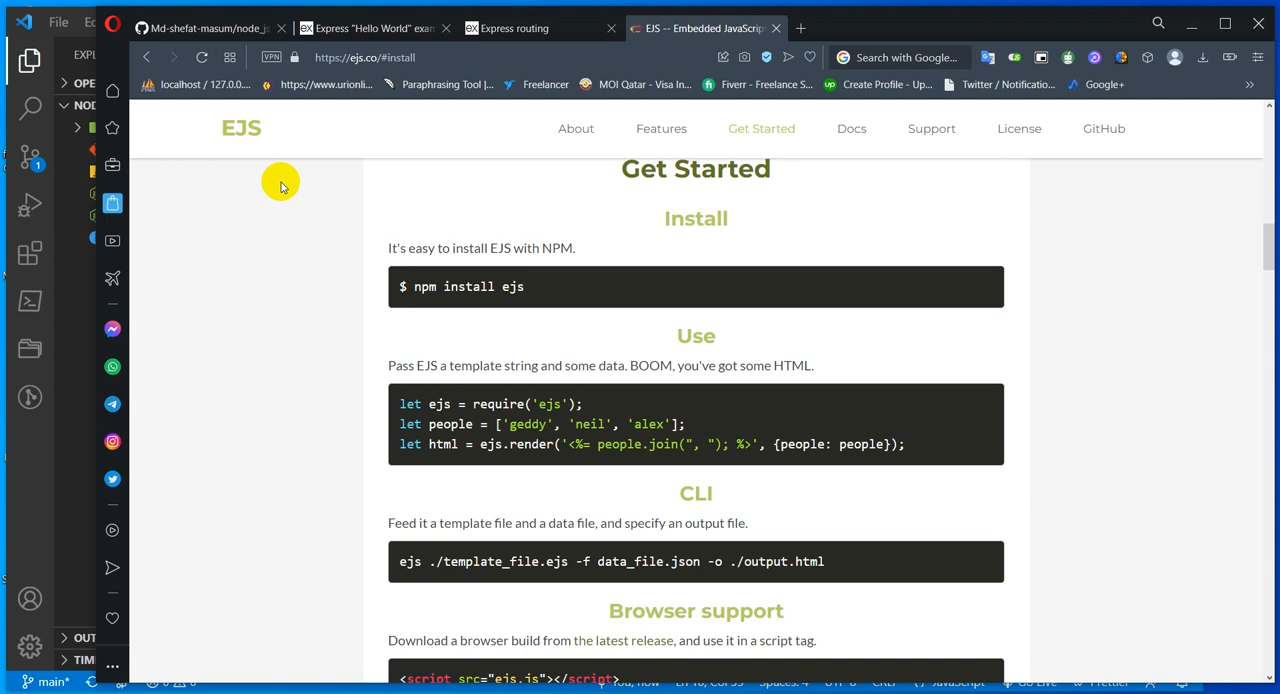 File
Md-shefat-masum/node_js
Express "Hello World" exam
Express routing
EJS -- Embedded JavaScript
EXPL
VPN
https://ejs.co/#install
Search with Google...
OPE
localhost / 127.0.0....
https://www.urionli...
Paraphrasing Tool |...
Freelancer
MOI Qatar - Visa In...
Fiverr - Freelance S...
Create Profile - Up...
Twitter / Notificatio...
Google+
NOD
EJS
About
Features
Get Started
Docs
Support
License
GitHub
1
Get Started
Install
It's easy to install EJS with NPM.
$ npm install ejs
Use
Pass EJS a template string and some data. BOOM, you've got some HTML.
let ejs = require('ejs');
let people = ['geddy', 'neil', 'alex'];
let html = ejs.render('<%= people.join(", "); %>', {people: people});
CLI
Feed it a template file and a data file, and specify an output file.
ejs ./template_file.ejs -f data_file.json -o ./output.html
Browser support
Download a browser build from the latest release, and use it in a script tag.
<script src="ejs.js"></script>
OUT
TIM
main*